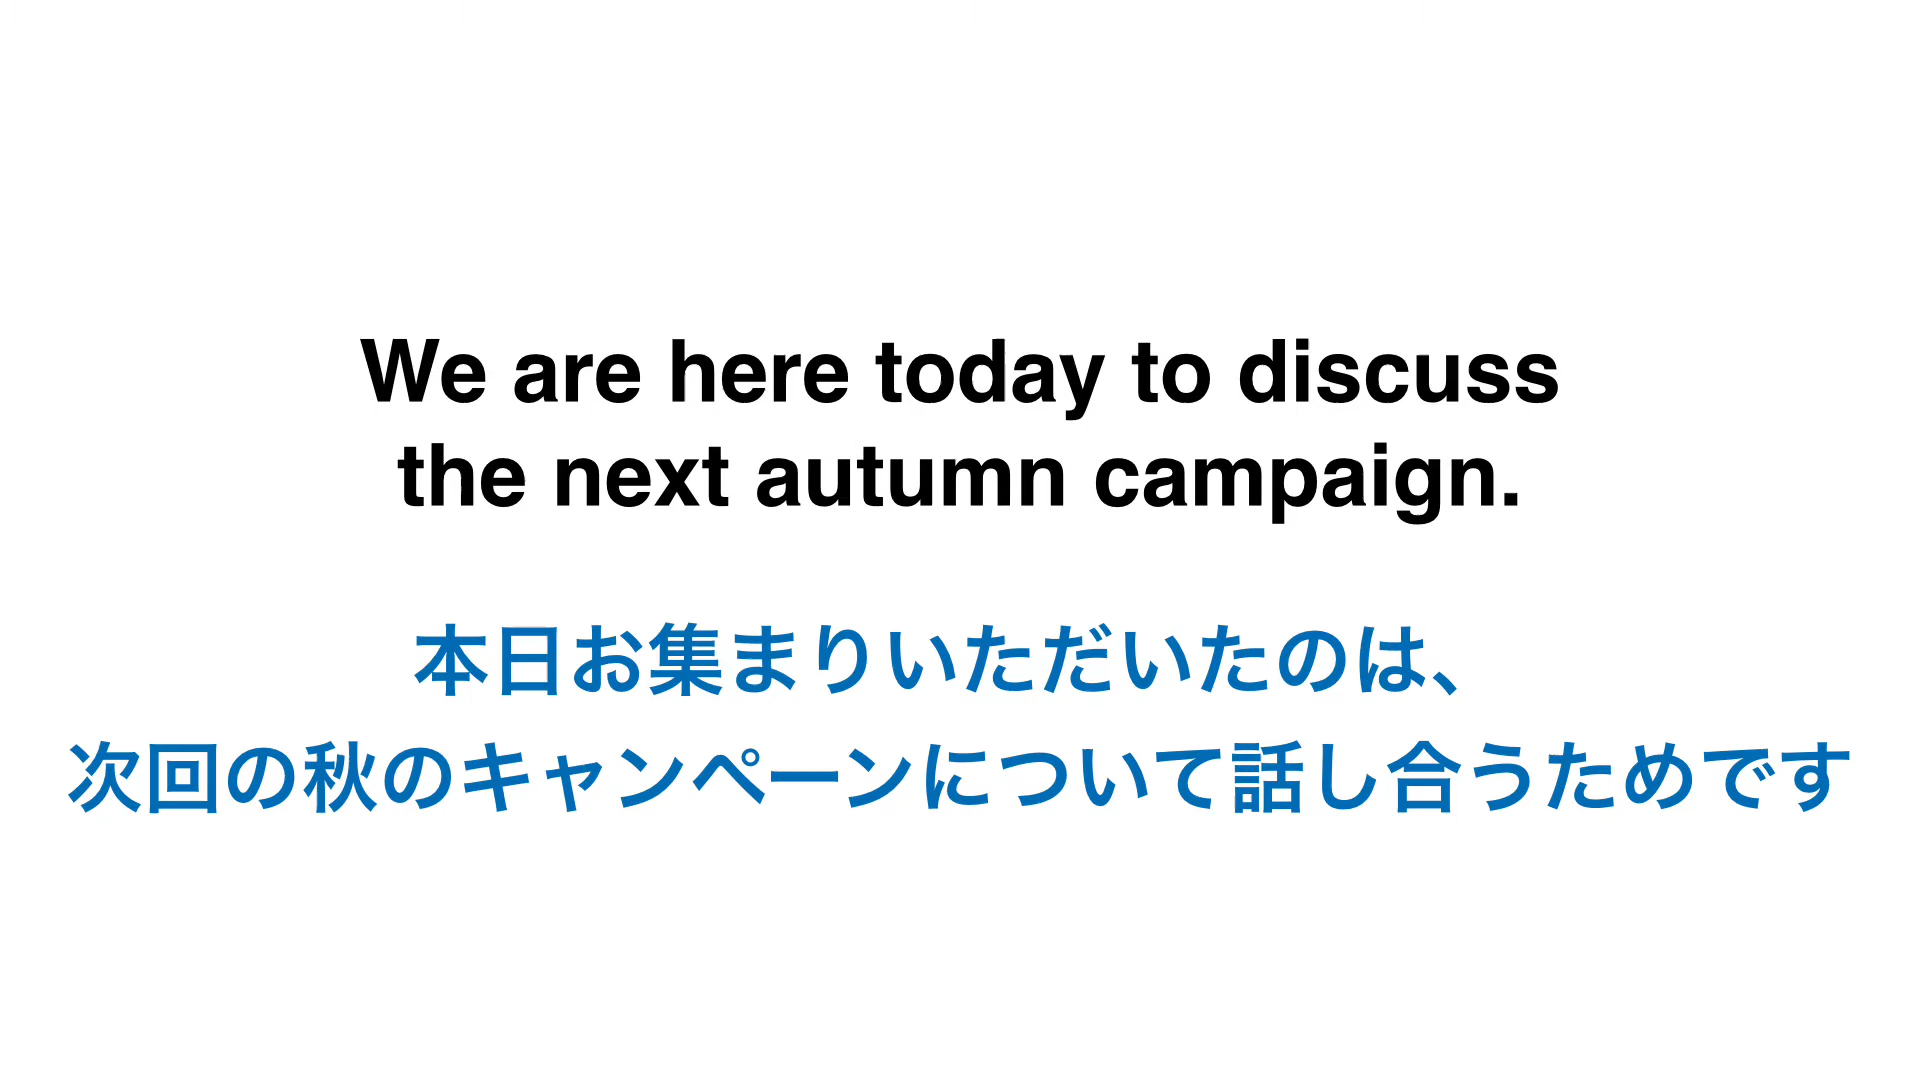 We are here today to discuss
the next autumn campaign.
本日お集まりいただいたのは、
次回の秋のキャンペーンについて話し合うためです